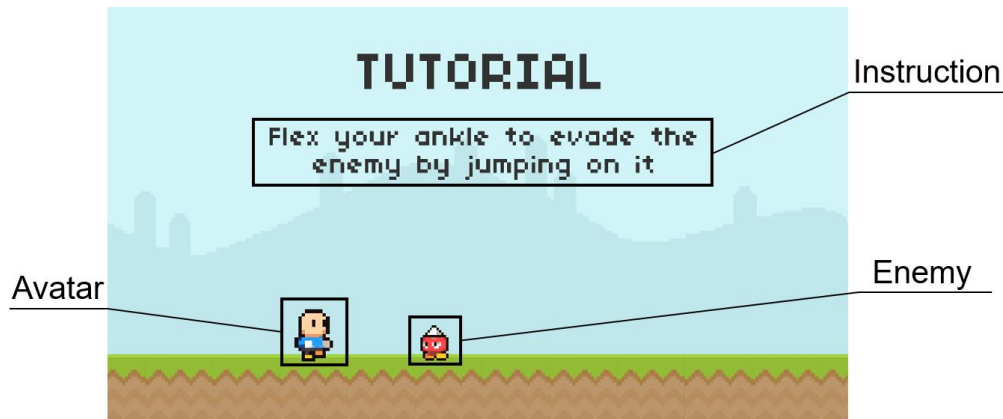 TUTORIAL
Instruction
Flex your ankle to evade the
enemy by jumping on it
Avatar
Enemy